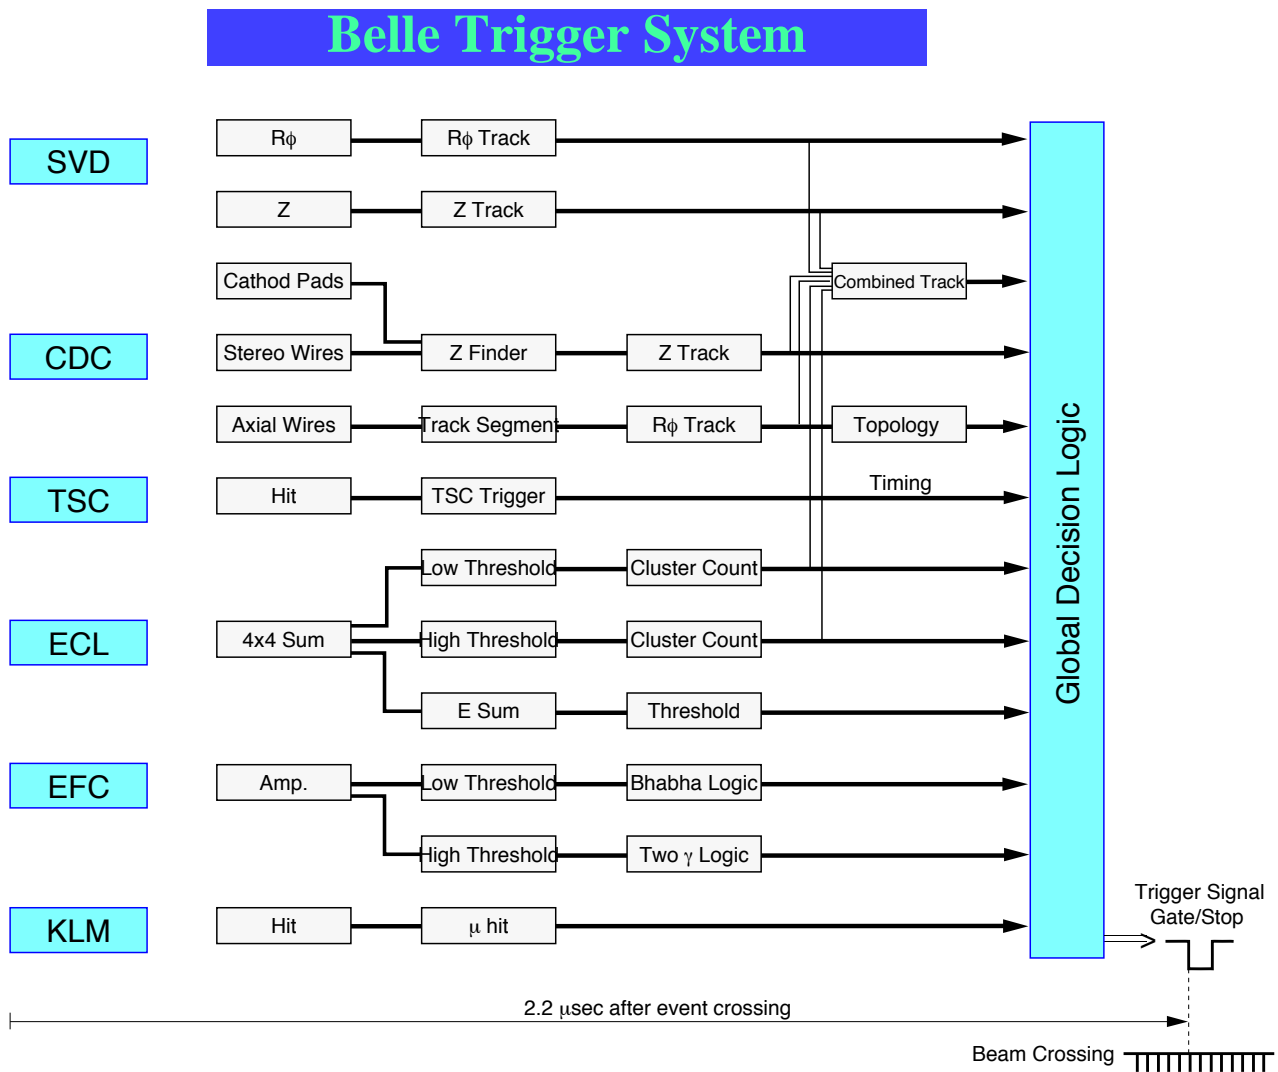 Belle Trigger System
SVD
Rϕ
Rϕ Track
Z
Z Track
Cathod Pads
Combined Track
CDC
Stereo Wires
Z Finder
Z Track
Axial Wires
Track Segment
Rϕ Track
Topology
TSC
Hit
TSC Trigger
Timing
Low Threshold
Cluster Count
ECL
4x4 Sum
High Threshold
Cluster Count
E Sum
Threshold
EFC
Amp.
Low Threshold
Bhabha Logic
High Threshold
Two γ Logic
KLM
Hit
μ hit
Global Decision Logic
Trigger Signal
Gate/Stop
2.2 μsec after event crossing
Beam Crossing